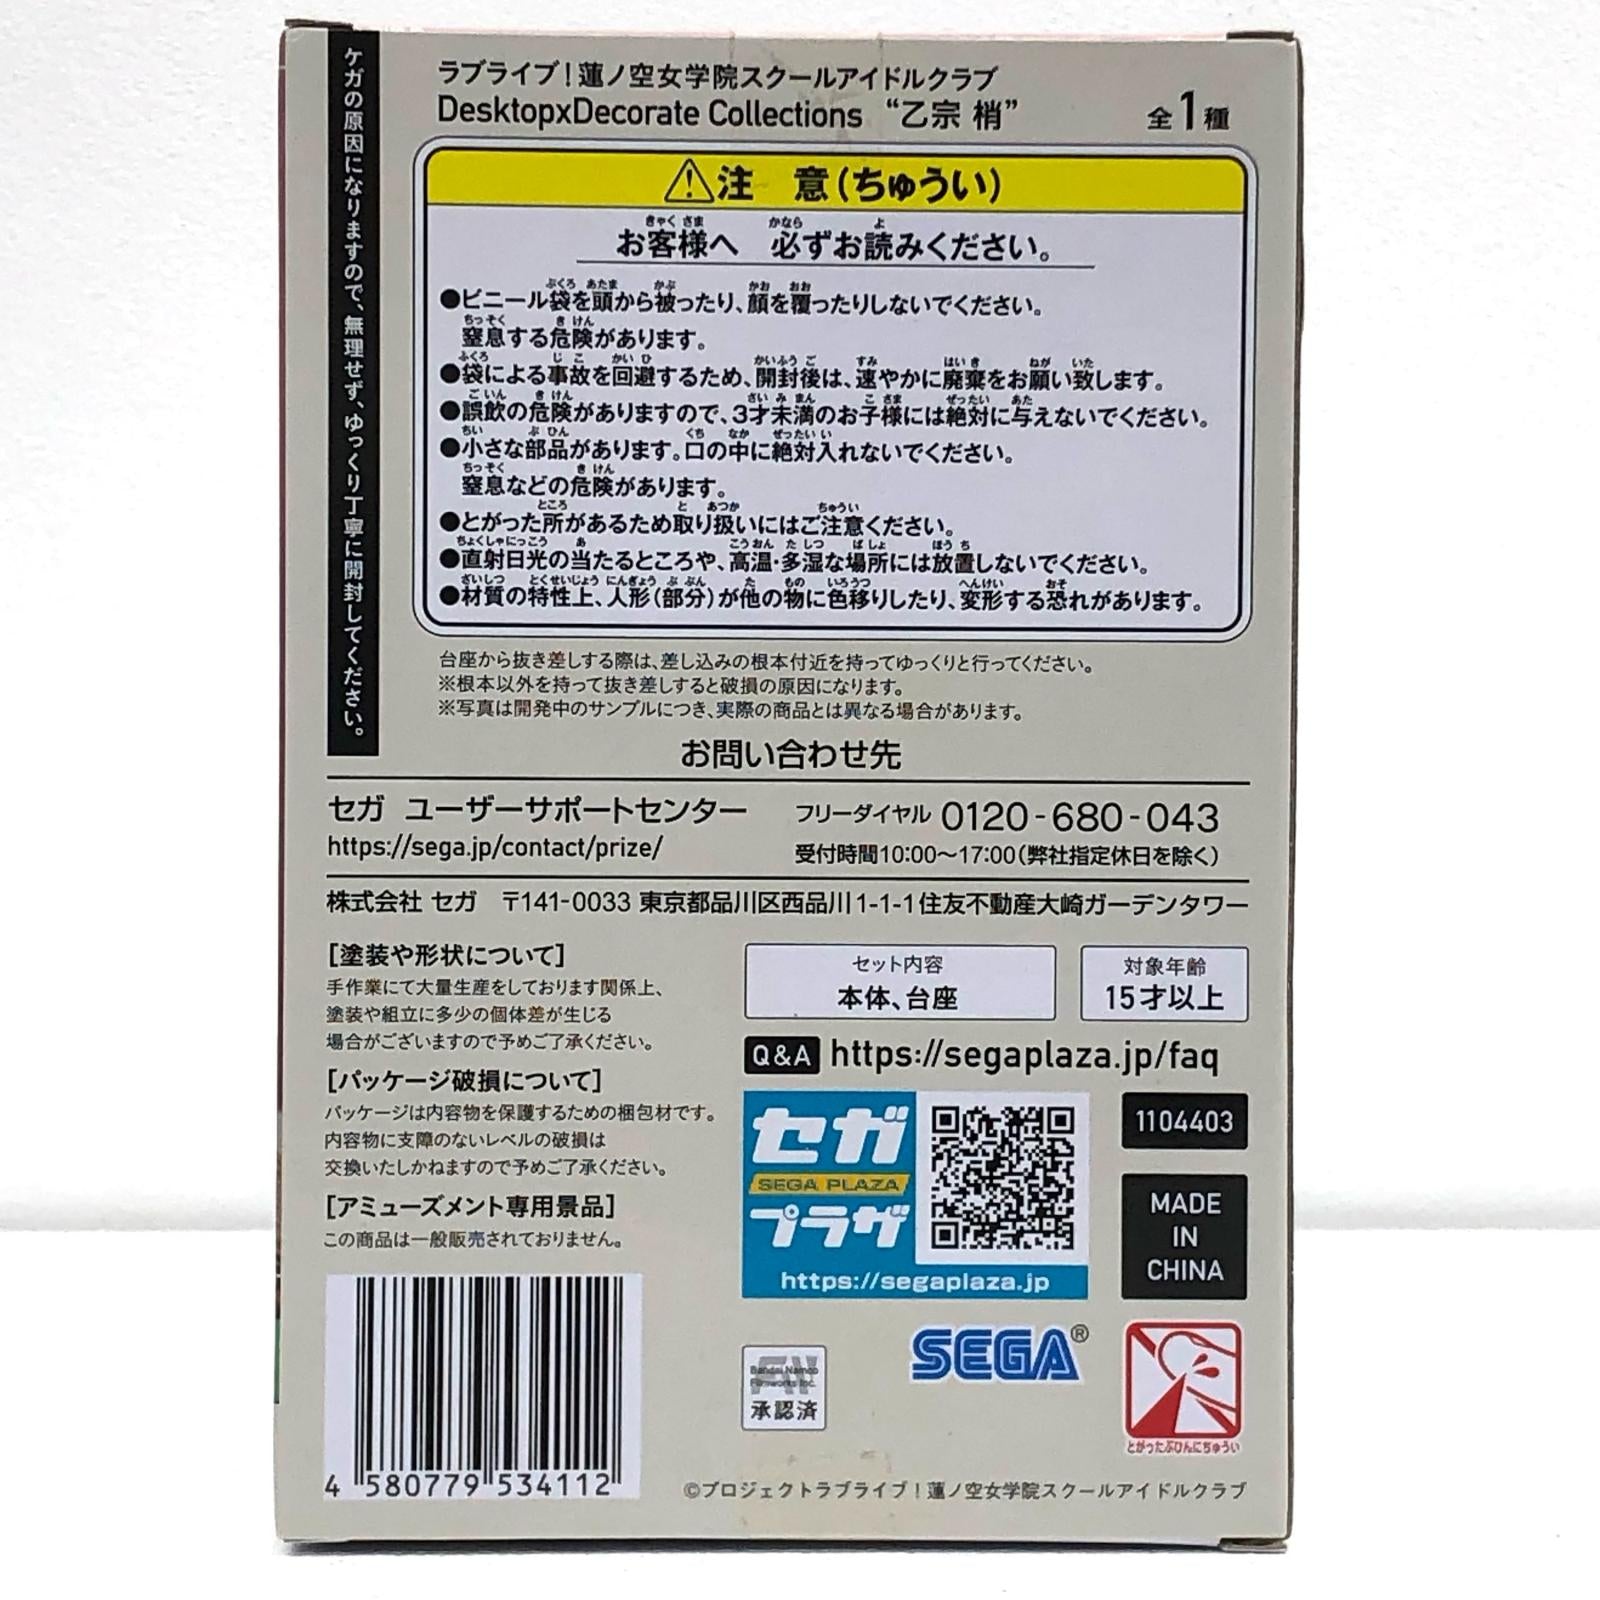 ケガの原因になりますので、無理せず、ゆっくり丁寧に開封してください。
ラブライブ！蓮ノ空女学院スクールアイドルクラブ
DesktopxDecorate Collections “乙宗 梢”
全1種
⚠注 意(ちゅうい)
お客様へ 必ずお読みください。
●ビニール袋を頭から被ったり、顔を覆ったりしないでください。
窒息する危険があります。
●袋による事故を回避するため、開封後は、速やかに廃棄をお願い致します。
●誤飲の危険がありますので、3才未満のお子様には絶対に与えないでください。
●小さな部品があります。口の中に絶対入れないでください。
窒息などの危険があります。
●とがった所があるため取り扱いにはご注意ください。
●直射日光の当たるところや、高温・多湿な場所には放置しないでください。
●材質の特性上、人形(部分)が他の物に色移りしたり、変形する恐れがあります。
台座から抜き差しする際は、差し込みの根本付近を持ってゆっくりと行ってください。
※根本以外を持って抜き差しすると破損の原因になります。
※写真は開発中のサンプルにつき、実際の商品とは異なる場合があります。
お問い合わせ先
セガ ユーザーサポートセンター
https://sega.jp/contact/prize/
フリーダイヤル 0120-680-043
受付時間10:00～17:00(弊社指定休日を除く)
株式会社 セガ 〒141-0033 東京都品川区西品川1-1-1住友不動産大崎ガーデンタワー
[塗装や形状について]
手作業にて大量生産をしております関係上、
塗装や組立に多少の個体差が生じる
場合がございますので予めご了承ください。
[パッケージ破損について]
パッケージは内容物を保護するための梱包材です。
内容物に支障のないレベルの破損は
交換いたしかねますので予めご了承ください。
[アミューズメント専用景品]
この商品は一般販売されておりません。
セット内容
本体、台座
対象年齢
15才以上
Q&A https://segaplaza.jp/faq
セガ
SEGA PLAZA
プラザ
https://segaplaza.jp
1104403
MADE
IN
CHINA
4 580779 534112
Bandai Namco
Filmworks Inc.
承認済
SEGA®
とがったぶひんにちゅうい
©プロジェクトラブライブ！蓮ノ空女学院スクールアイドルクラブ